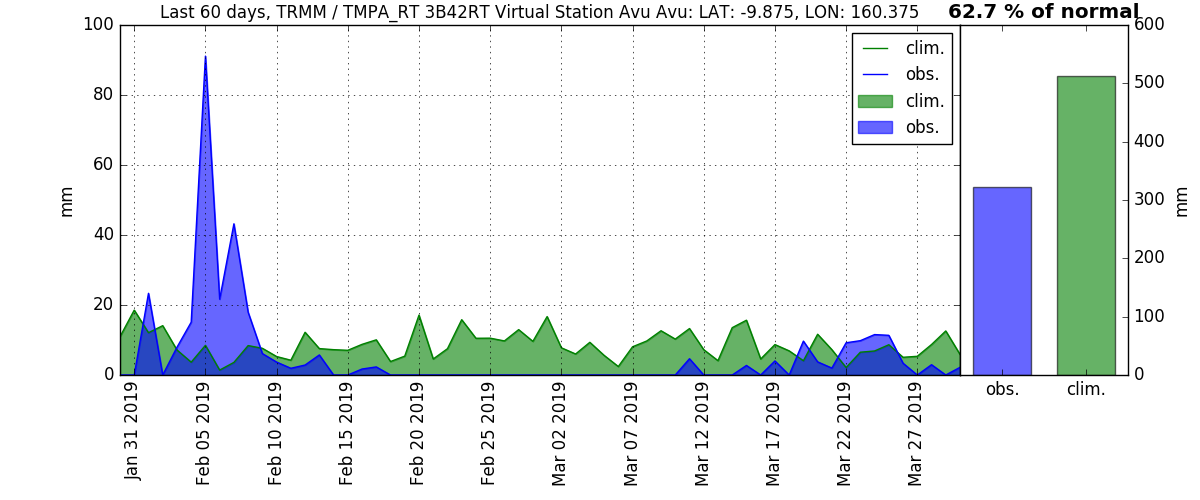 Last 60 days, TRMM / TMPA_RT 3B42RT Virtual Station Avu Avu: LAT: -9.875, LON: 160.375
62.7 % of normal
mm
100
80
60
40
20
0
clim.
obs.
clim.
obs.
600
500
400
300
200
100
0
mm
Jan 31 2019
Feb 05 2019
Feb 10 2019
Feb 15 2019
Feb 20 2019
Feb 25 2019
Mar 02 2019
Mar 07 2019
Mar 12 2019
Mar 17 2019
Mar 22 2019
Mar 27 2019
obs.
clim.